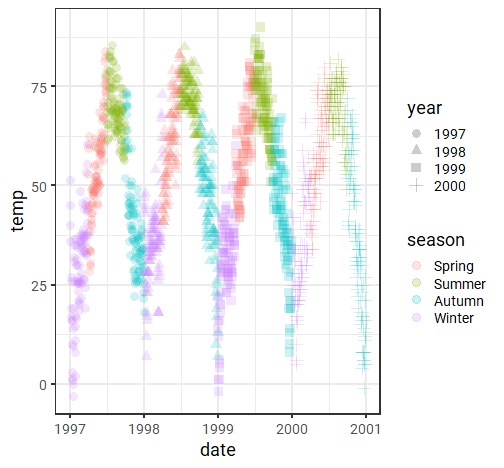 75
50
25
0
temp
1997
1998
1999
2000
2001
date
year
1997
1998
1999
2000
season
Spring
Summer
Autumn
Winter